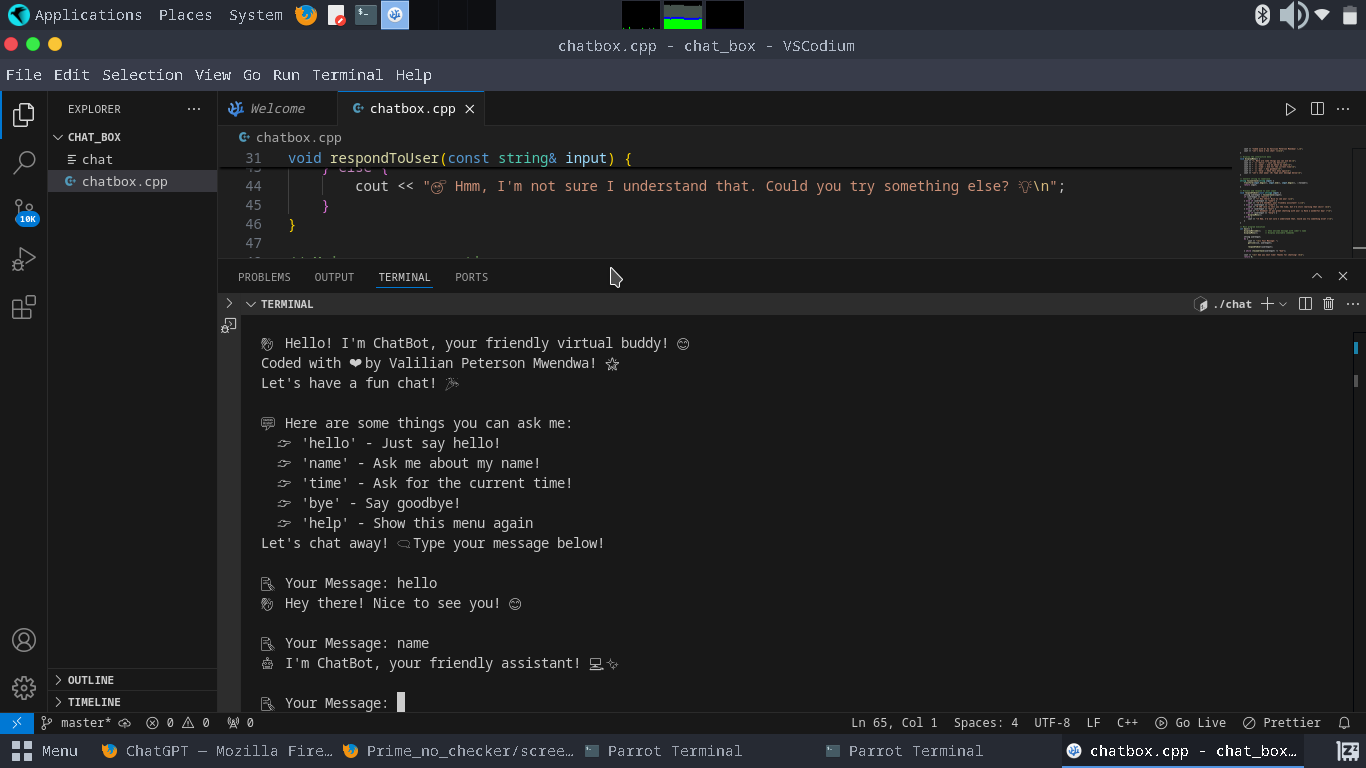 Applications Places System
chatbox.cpp - chat_box - VSCodium
File Edit Selection View Go Run Terminal Help
EXPLORER ···
Welcome
chatbox.cpp
CHAT_BOX
chat
chatbox.cpp
10K
chatbox.cpp
31 void respondToUser(const string& input) {
} else {
44 cout << "😅 Hmm, I'm not sure I understand that. Could you try something else? 💡\n";
45 }
46 }
47
PROBLEMS OUTPUT TERMINAL PORTS
TERMINAL
./chat
👋 Hello! I'm ChatBot, your friendly virtual buddy! 😊
Coded with ❤ by Valilian Peterson Mwendwa! 🌟
Let's have a fun chat! 🎉
💬 Here are some things you can ask me:
👉 'hello' - Just say hello!
👉 'name' - Ask me about my name!
👉 'time' - Ask for the current time!
👉 'bye' - Say goodbye!
👉 'help' - Show this menu again
Let's chat away! 🗨 Type your message below!
📝 Your Message: hello
👋 Hey there! Nice to see you! 😊
📝 Your Message: name
🤖 I'm ChatBot, your friendly assistant! 💻✨
📝 Your Message:
OUTLINE
TIMELINE
master* 0 0 0 Ln 65, Col 1 Spaces: 4 UTF-8 LF C++ Go Live Prettier
Menu ChatGPT — Mozilla Fire… Prime_no_checker/scree… Parrot Terminal Parrot Terminal chatbox.cpp - chat_box…